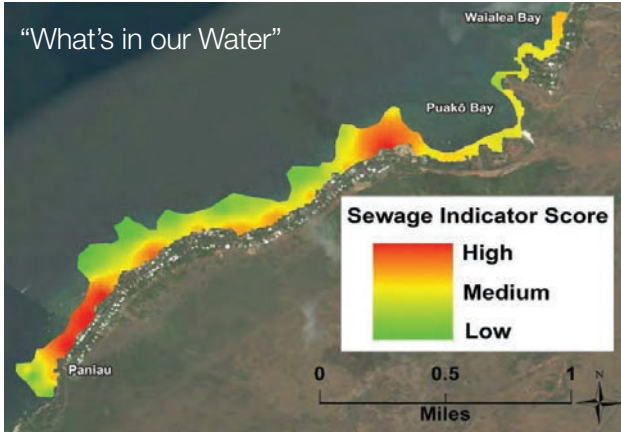 “What’s in our Water”
Waialea Bay
Puakō Bay
Sewage Indicator Score
High
Medium
Low
Paniau
0 0.5 1
Miles
N